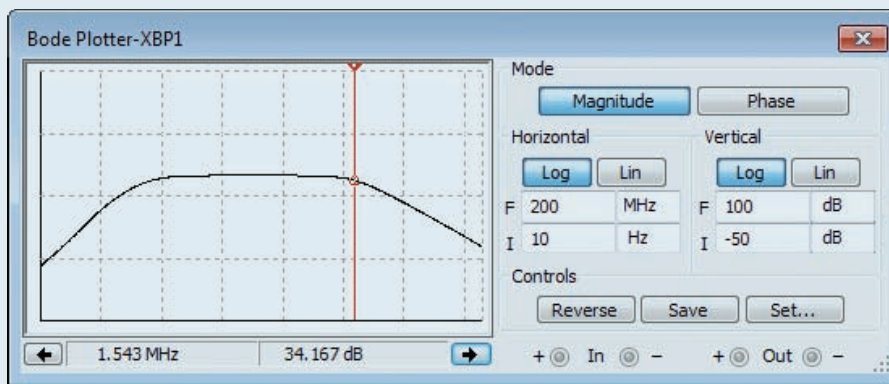 Bode Plotter-XBP1
Mode
Magnitude Phase
Horizontal Vertical
Log Lin Log Lin
F 200 MHz F 100 dB
I 10 Hz I -50 dB
Controls
Reverse Save Set...
1.543 MHz 34.167 dB
+ In − + Out −